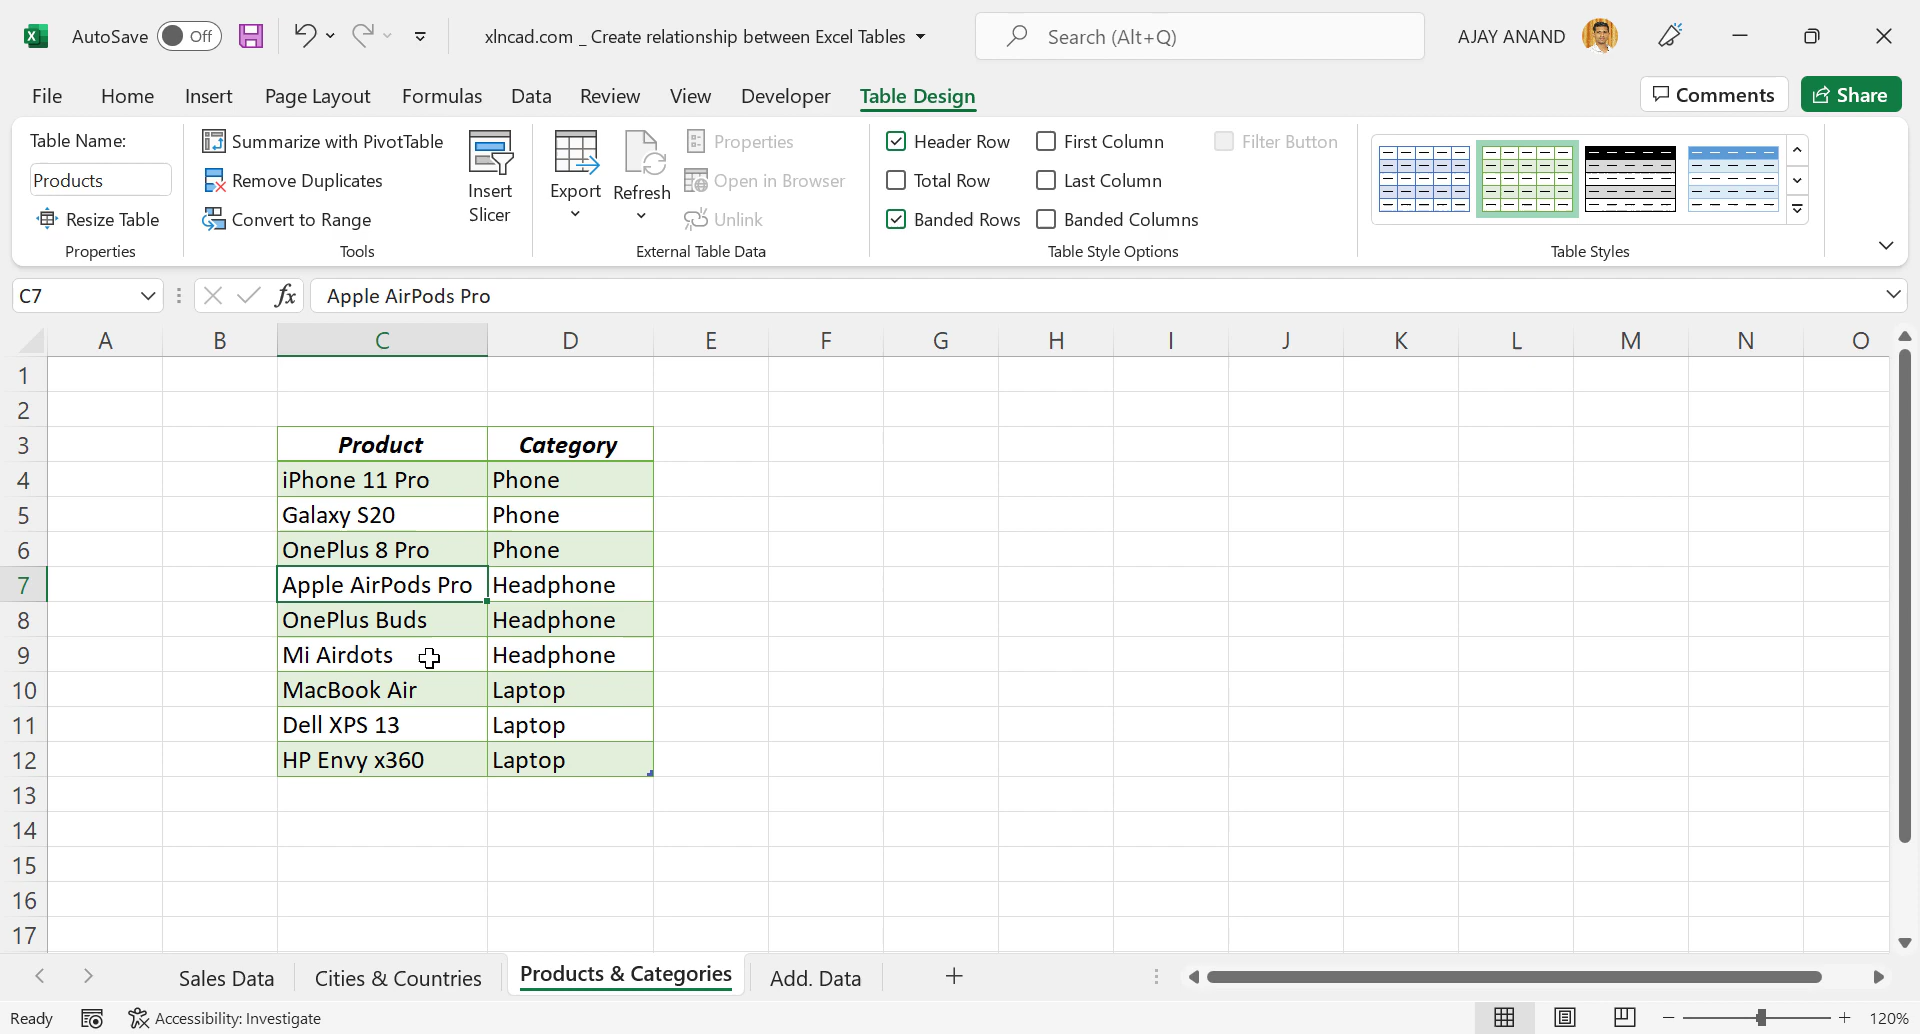 AutoSave Off xlncad.com _ Create relationship between Excel Tables Search (Alt+Q) AJAY ANAND
File Home Insert Page Layout Formulas Data Review View Developer Table Design Comments Share
Table Name:
Products
Resize Table
Properties
Summarize with PivotTable
Remove Duplicates
Convert to Range
Insert
Slicer
Tools
Export
Refresh
Properties
Open in Browser
Unlink
External Table Data
Header Row First Column Filter Button
Total Row Last Column
Banded Rows Banded Columns
Table Style Options
Table Styles
C7 fx Apple AirPods Pro
A B C D E F G H I J K L M N O
1
2
3 Product Category
4 iPhone 11 Pro Phone
5 Galaxy S20 Phone
6 OnePlus 8 Pro Phone
7 Apple AirPods Pro Headphone
8 OnePlus Buds Headphone
9 Mi Airdots Headphone
10 MacBook Air Laptop
11 Dell XPS 13 Laptop
12 HP Envy x360 Laptop
13
14
15
16
17
Sales Data Cities & Countries Products & Categories Add. Data
Ready Accessibility: Investigate 120%